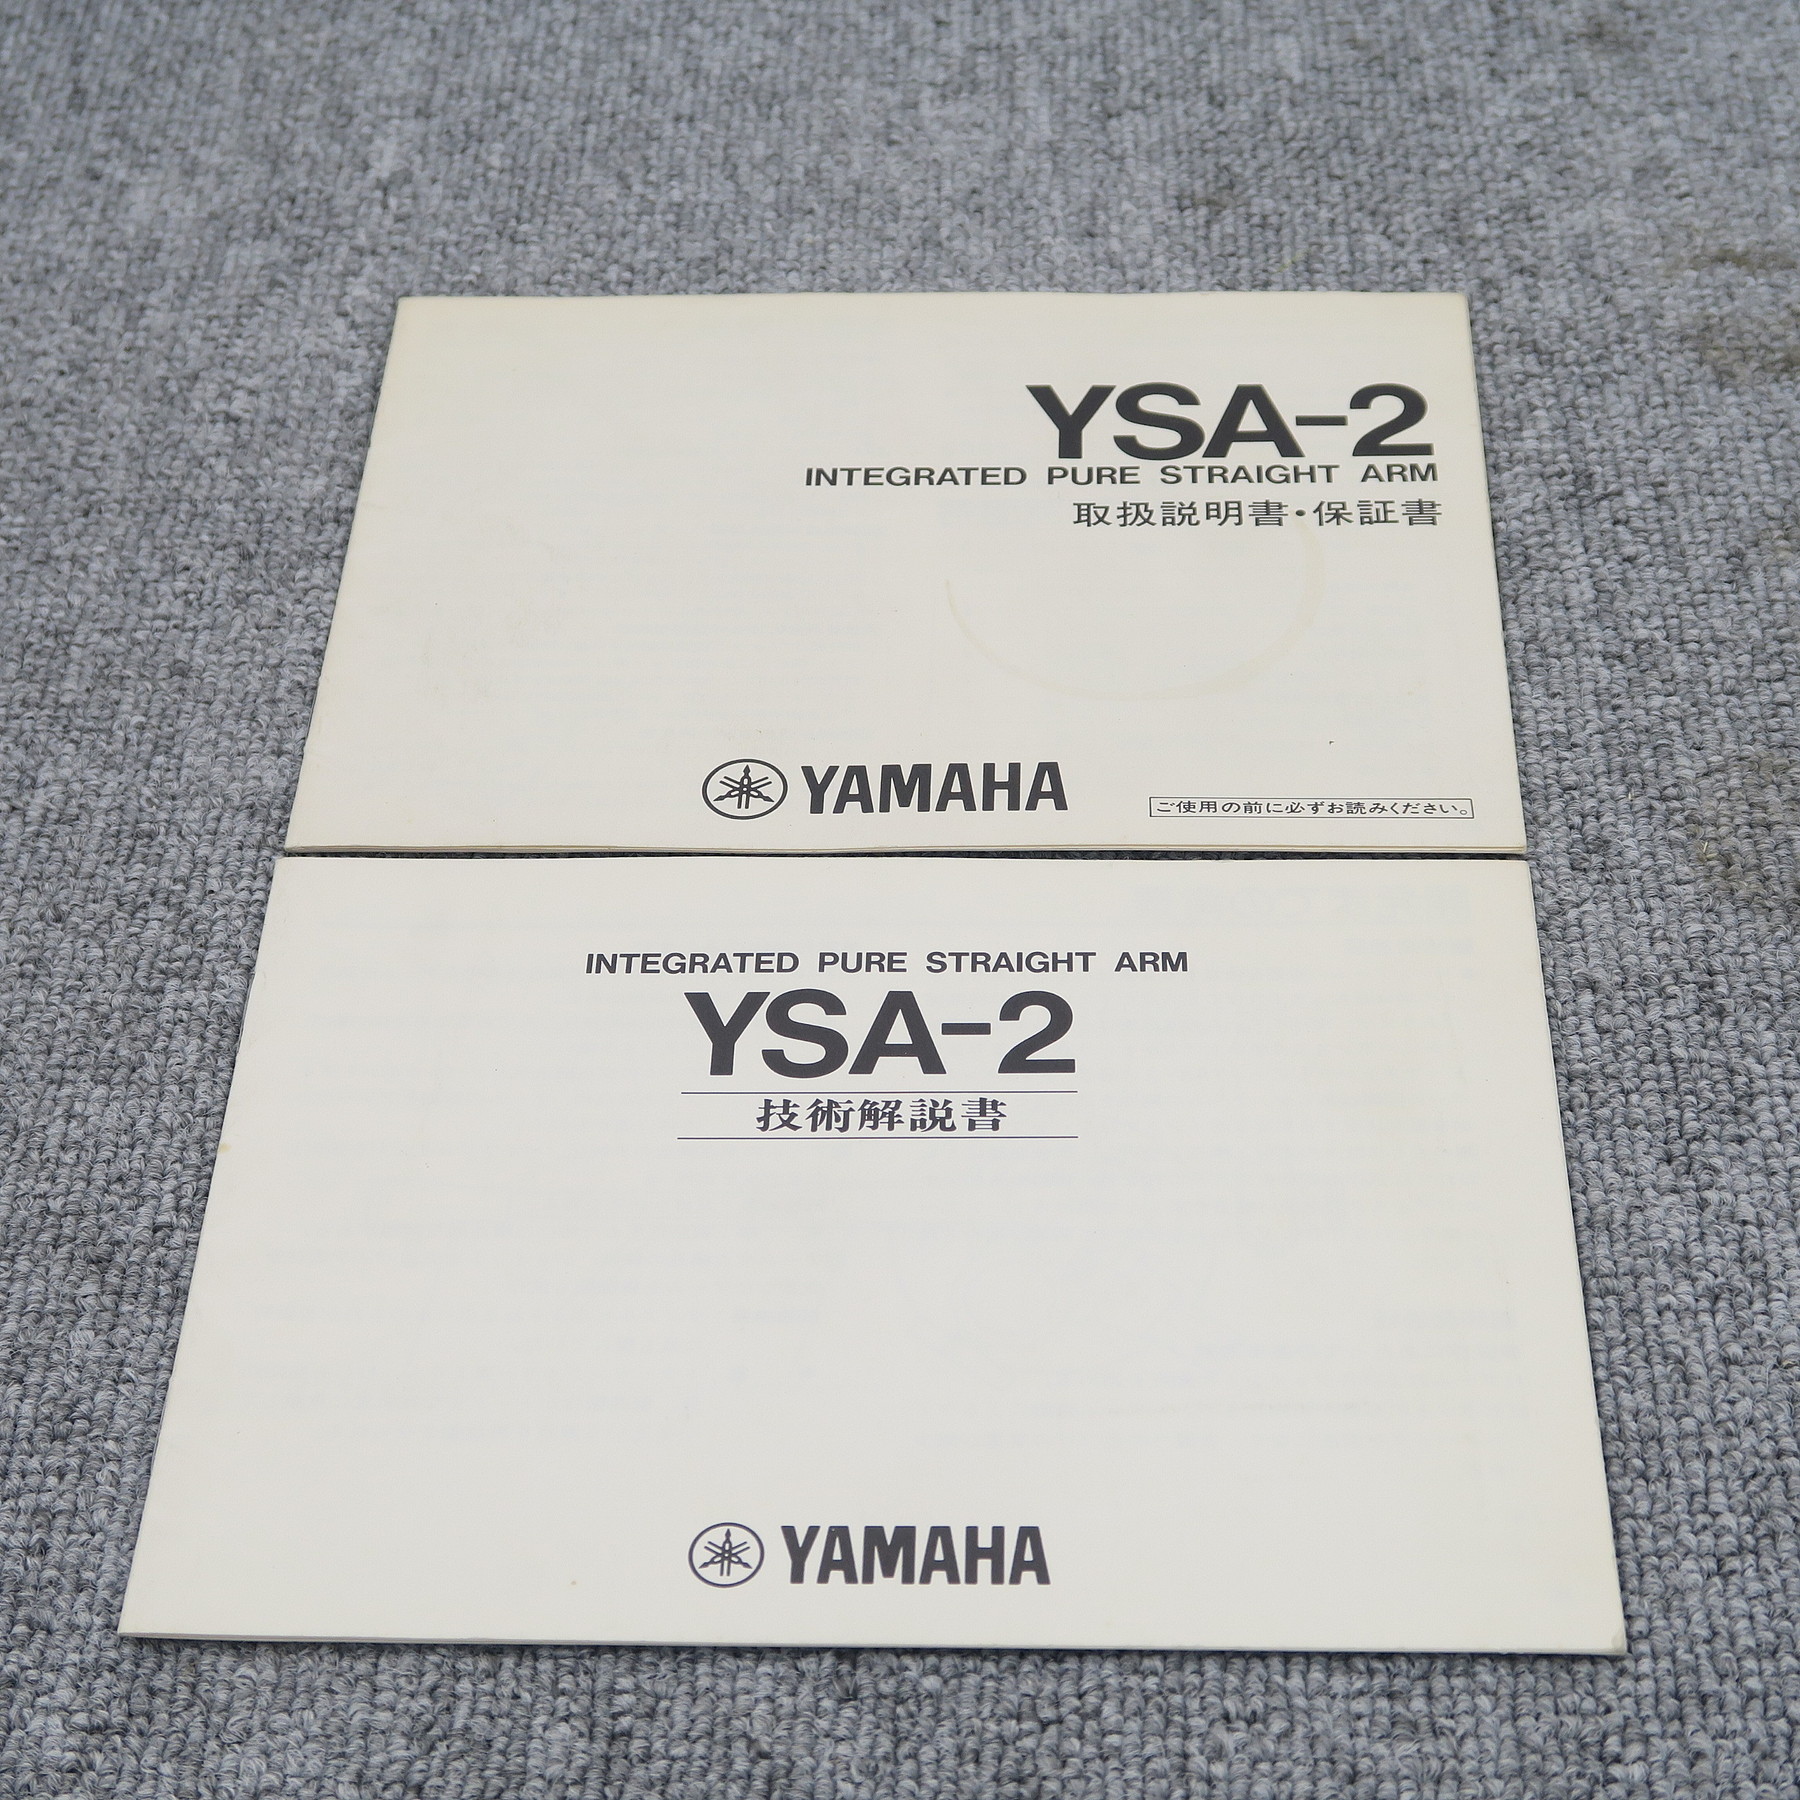 YSA-2
INTEGRATED PURE STRAIGHT ARM
取扱説明書・保証書
YAMAHA
ご使用の前に必ずお読みください。
INTEGRATED PURE STRAIGHT ARM
YSA-2
技術解説書
YAMAHA